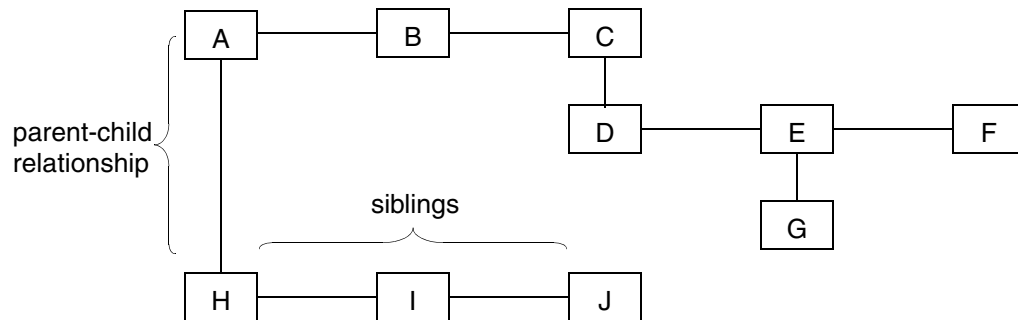 A B C
D E F
parent-child
relationship
siblings
G
H I J